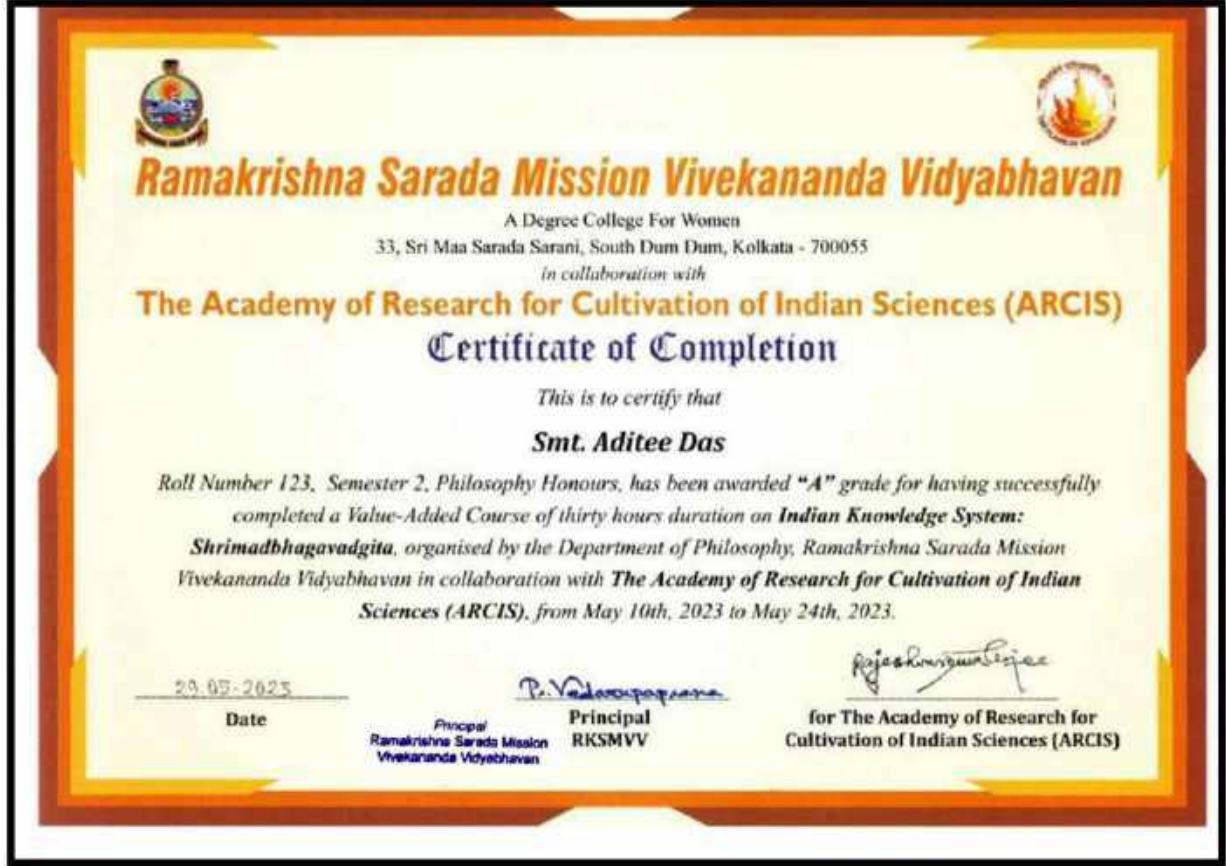 Ramakrishna Sarada Mission Vivekananda Vidyabhavan
A Degree College For Women
33, Sri Maa Sarada Sarani, South Dum Dum, Kolkata - 700055
in collaboration with
The Academy of Research for Cultivation of Indian Sciences (ARCIS)
Certificate of Completion
This is to certify that
Smt. Aditee Das
Roll Number 123, Semester 2, Philosophy Honours, has been awarded “A” grade for having successfully
completed a Value-Added Course of thirty hours duration on Indian Knowledge System:
Shrimadbhagavadgita, organised by the Department of Philosophy, Ramakrishna Sarada Mission
Vivekananda Vidyabhavan in collaboration with The Academy of Research for Cultivation of Indian
Sciences (ARCIS), from May 10th, 2023 to May 24th, 2023.
29.05-2023
Date
Principal
Ramakrishna Sarada Mission
Vivekananda Vidyabhavan
Principal
RKSMVV
for The Academy of Research for
Cultivation of Indian Sciences (ARCIS)